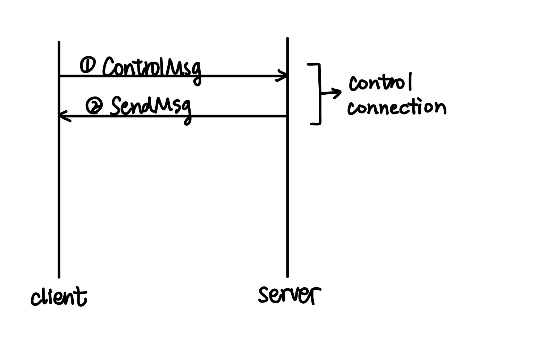 ① ControlMsg
② SendMsg
control
connection
client
server